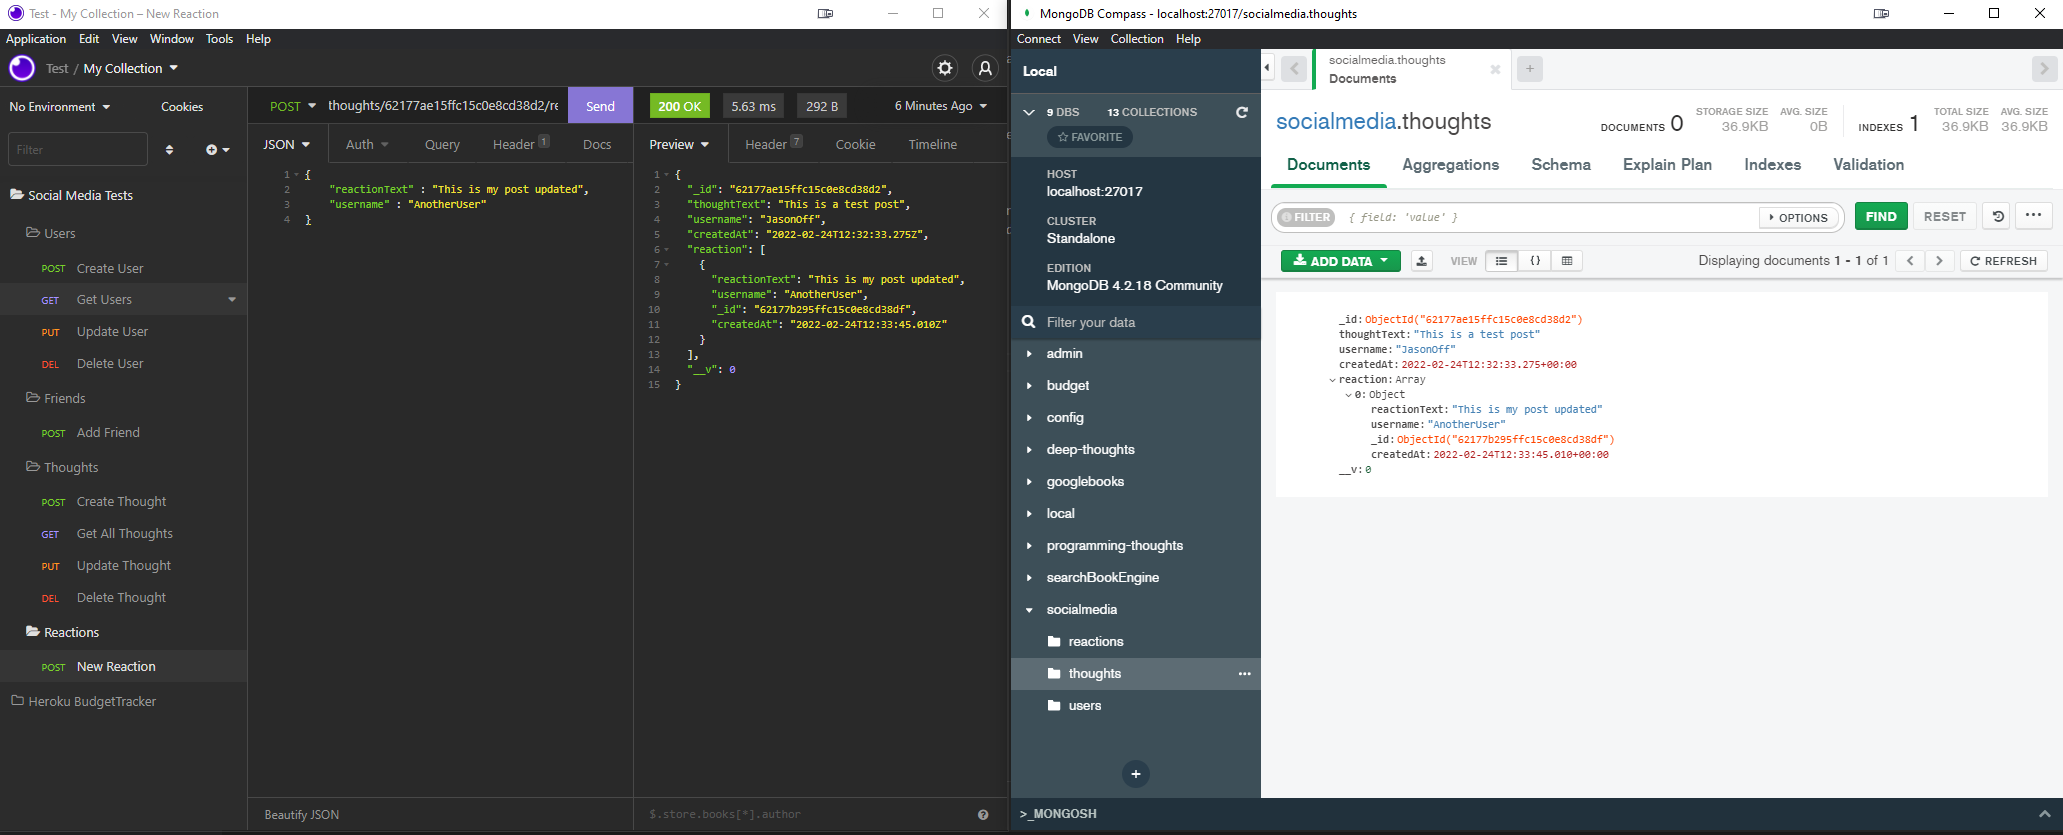 Test - My Collection – New Reaction
Application Edit View Window Tools Help
Test / My Collection
No Environment
Cookies
Filter
Social Media Tests
Users
POST Create User
GET Get Users
PUT Update User
DEL Delete User
Friends
POST Add Friend
Thoughts
POST Create Thought
GET Get All Thoughts
PUT Update Thought
DEL Delete Thought
Reactions
POST New Reaction
Heroku BudgetTracker
POST thoughts/62177ae15ffc15c0e8cd38d2/re Send
JSON Auth Query Header 1 Docs
1 {
2 "reactionText" : "This is my post updated",
3 "username" : "AnotherUser"
4 }
Beautify JSON
200 OK 5.63 ms 292 B 6 Minutes Ago
Preview Header 7 Cookie Timeline
1 {
2 "_id": "62177ae15ffc15c0e8cd38d2",
3 "thoughtText": "This is a test post",
4 "username": "JasonOff",
5 "createdAt": "2022-02-24T12:32:33.275Z",
6 "reaction": [
7 {
8 "reactionText": "This is my post updated",
9 "username": "AnotherUser",
10 "_id": "62177b295ffc15c0e8cd38df",
11 "createdAt": "2022-02-24T12:33:45.010Z"
12 }
13 ],
14 "__v": 0
15 }
$.store.books[*].author
MongoDB Compass - localhost:27017/socialmedia.thoughts
Connect View Collection Help
Local
9 DBS 13 COLLECTIONS
FAVORITE
HOST
localhost:27017
CLUSTER
Standalone
EDITION
MongoDB 4.2.18 Community
Filter your data
admin
budget
config
deep-thoughts
googlebooks
local
programming-thoughts
searchBookEngine
socialmedia
reactions
thoughts
users
>_MONGOSH
socialmedia.thoughts
Documents
socialmedia.thoughts
DOCUMENTS 0
STORAGE SIZE
36.9KB
AVG. SIZE
0B
INDEXES 1
TOTAL SIZE
36.9KB
AVG. SIZE
36.9KB
Documents Aggregations Schema Explain Plan Indexes Validation
FILTER { field: 'value' } OPTIONS FIND RESET
ADD DATA VIEW {} Displaying documents 1 - 1 of 1 REFRESH
_id: ObjectId("62177ae15ffc15c0e8cd38d2")
thoughtText: "This is a test post"
username: "JasonOff"
createdAt: 2022-02-24T12:32:33.275+00:00
reaction: Array
0: Object
reactionText: "This is my post updated"
username: "AnotherUser"
_id: ObjectId("62177b295ffc15c0e8cd38df")
createdAt: 2022-02-24T12:33:45.010+00:00
__v: 0